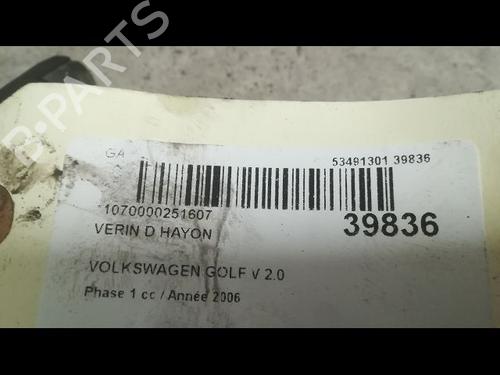 B-PARTS
GA
53491301 39836
1070000251607
39836
VERIN D HAYON
VOLKSWAGEN GOLF V 2.0
Phase 1 cc / Année 2006